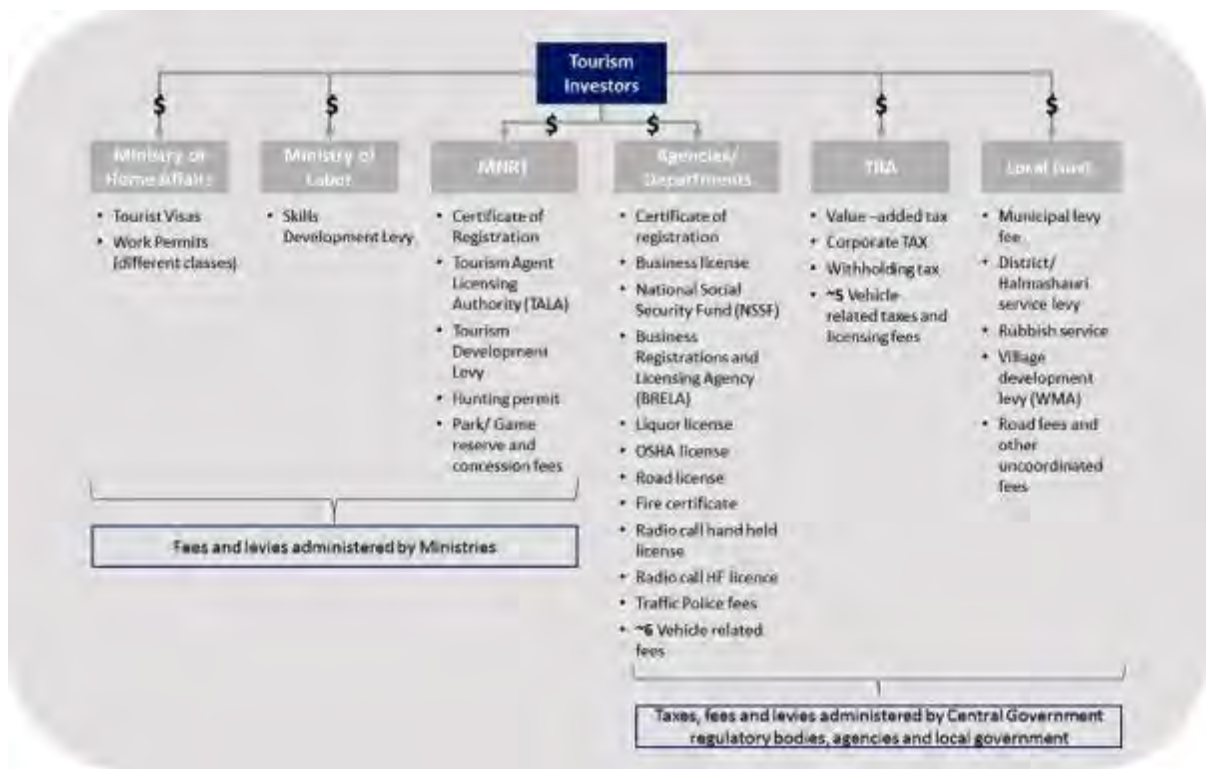 Tourism
Investors
$
$
$
$
$
$
Ministry of
Home Affairs
Ministry of
Labor
MNRT
Agencies/
Departments
TRA
Local Govt
• Tourist Visas
• Work Permits
(different classes)
• Skills
Development Levy
• Certificate of
Registration
• Tourism Agent
Licensing
Authority (TALA)
• Tourism
Development
Levy
• Hunting permit
• Park/ Game
reserve and
concession fees
• Certificate of
registration
• Business license
• National Social
Security Fund (NSSF)
• Business
Registrations and
Licensing Agency
(BRELA)
• Liquor license
• OSHA license
• Road license
• Fire certificate
• Radio call hand held
license
• Radio call HF licence
• Traffic Police fees
• ~6 Vehicle related
fees
• Value –added tax
• Corporate TAX
• Withholding tax
• ~5 Vehicle
related taxes and
licensing fees
• Municipal levy
fee
• District/
Halmashauri
service levy
• Rubbish service
• Village
development
levy (WMA)
• Road fees and
other
uncoordinated
fees
Fees and levies administered by Ministries
Taxes, fees and levies administered by Central Government
regulatory bodies, agencies and local government